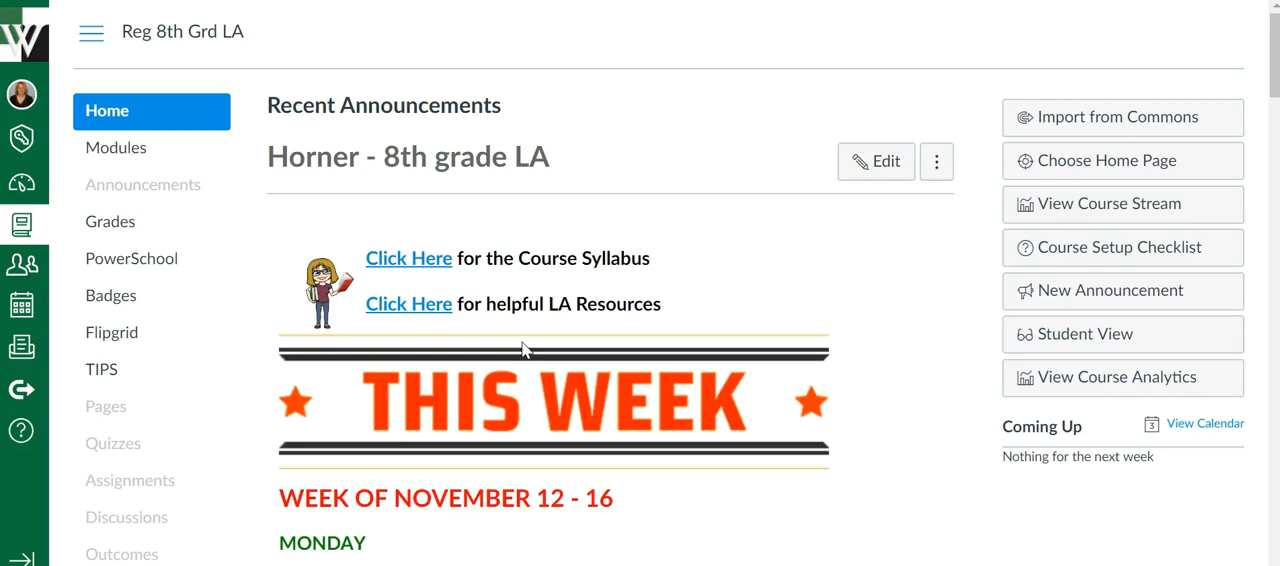 W
Reg 8th Grd LA
Home
Modules
Announcements
Grades
PowerSchool
Badges
Flipgrid
TIPS
Pages
Quizzes
Assignments
Discussions
Outcomes
Recent Announcements
Horner - 8th grade LA
Edit
Click Here for the Course Syllabus
Click Here for helpful LA Resources
THIS WEEK
WEEK OF NOVEMBER 12 - 16
MONDAY
Import from Commons
Choose Home Page
View Course Stream
Course Setup Checklist
New Announcement
Student View
View Course Analytics
Coming Up
3 View Calendar
Nothing for the next week